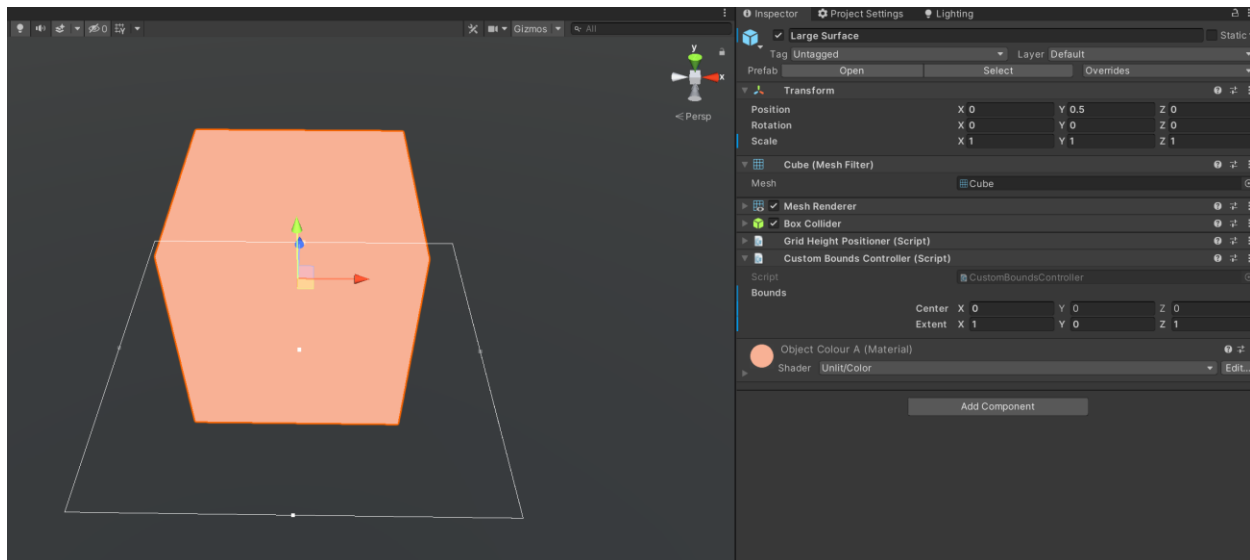 Inspector Project Settings Lighting
0 Gizmos All
Large Surface Static
Tag Untagged Layer Default
Prefab Open Select Overrides
y
x
Persp
Transform
Position X 0 Y 0.5 Z 0
Rotation X 0 Y 0 Z 0
Scale X 1 Y 1 Z 1
Cube (Mesh Filter)
Mesh Cube
Mesh Renderer
Box Collider
Grid Height Positioner (Script)
Custom Bounds Controller (Script)
Script CustomBoundsController
Bounds
Center X 0 Y 0 Z 0
Extent X 1 Y 0 Z 1
Object Colour A (Material)
Shader Unlit/Color Edit...
Add Component